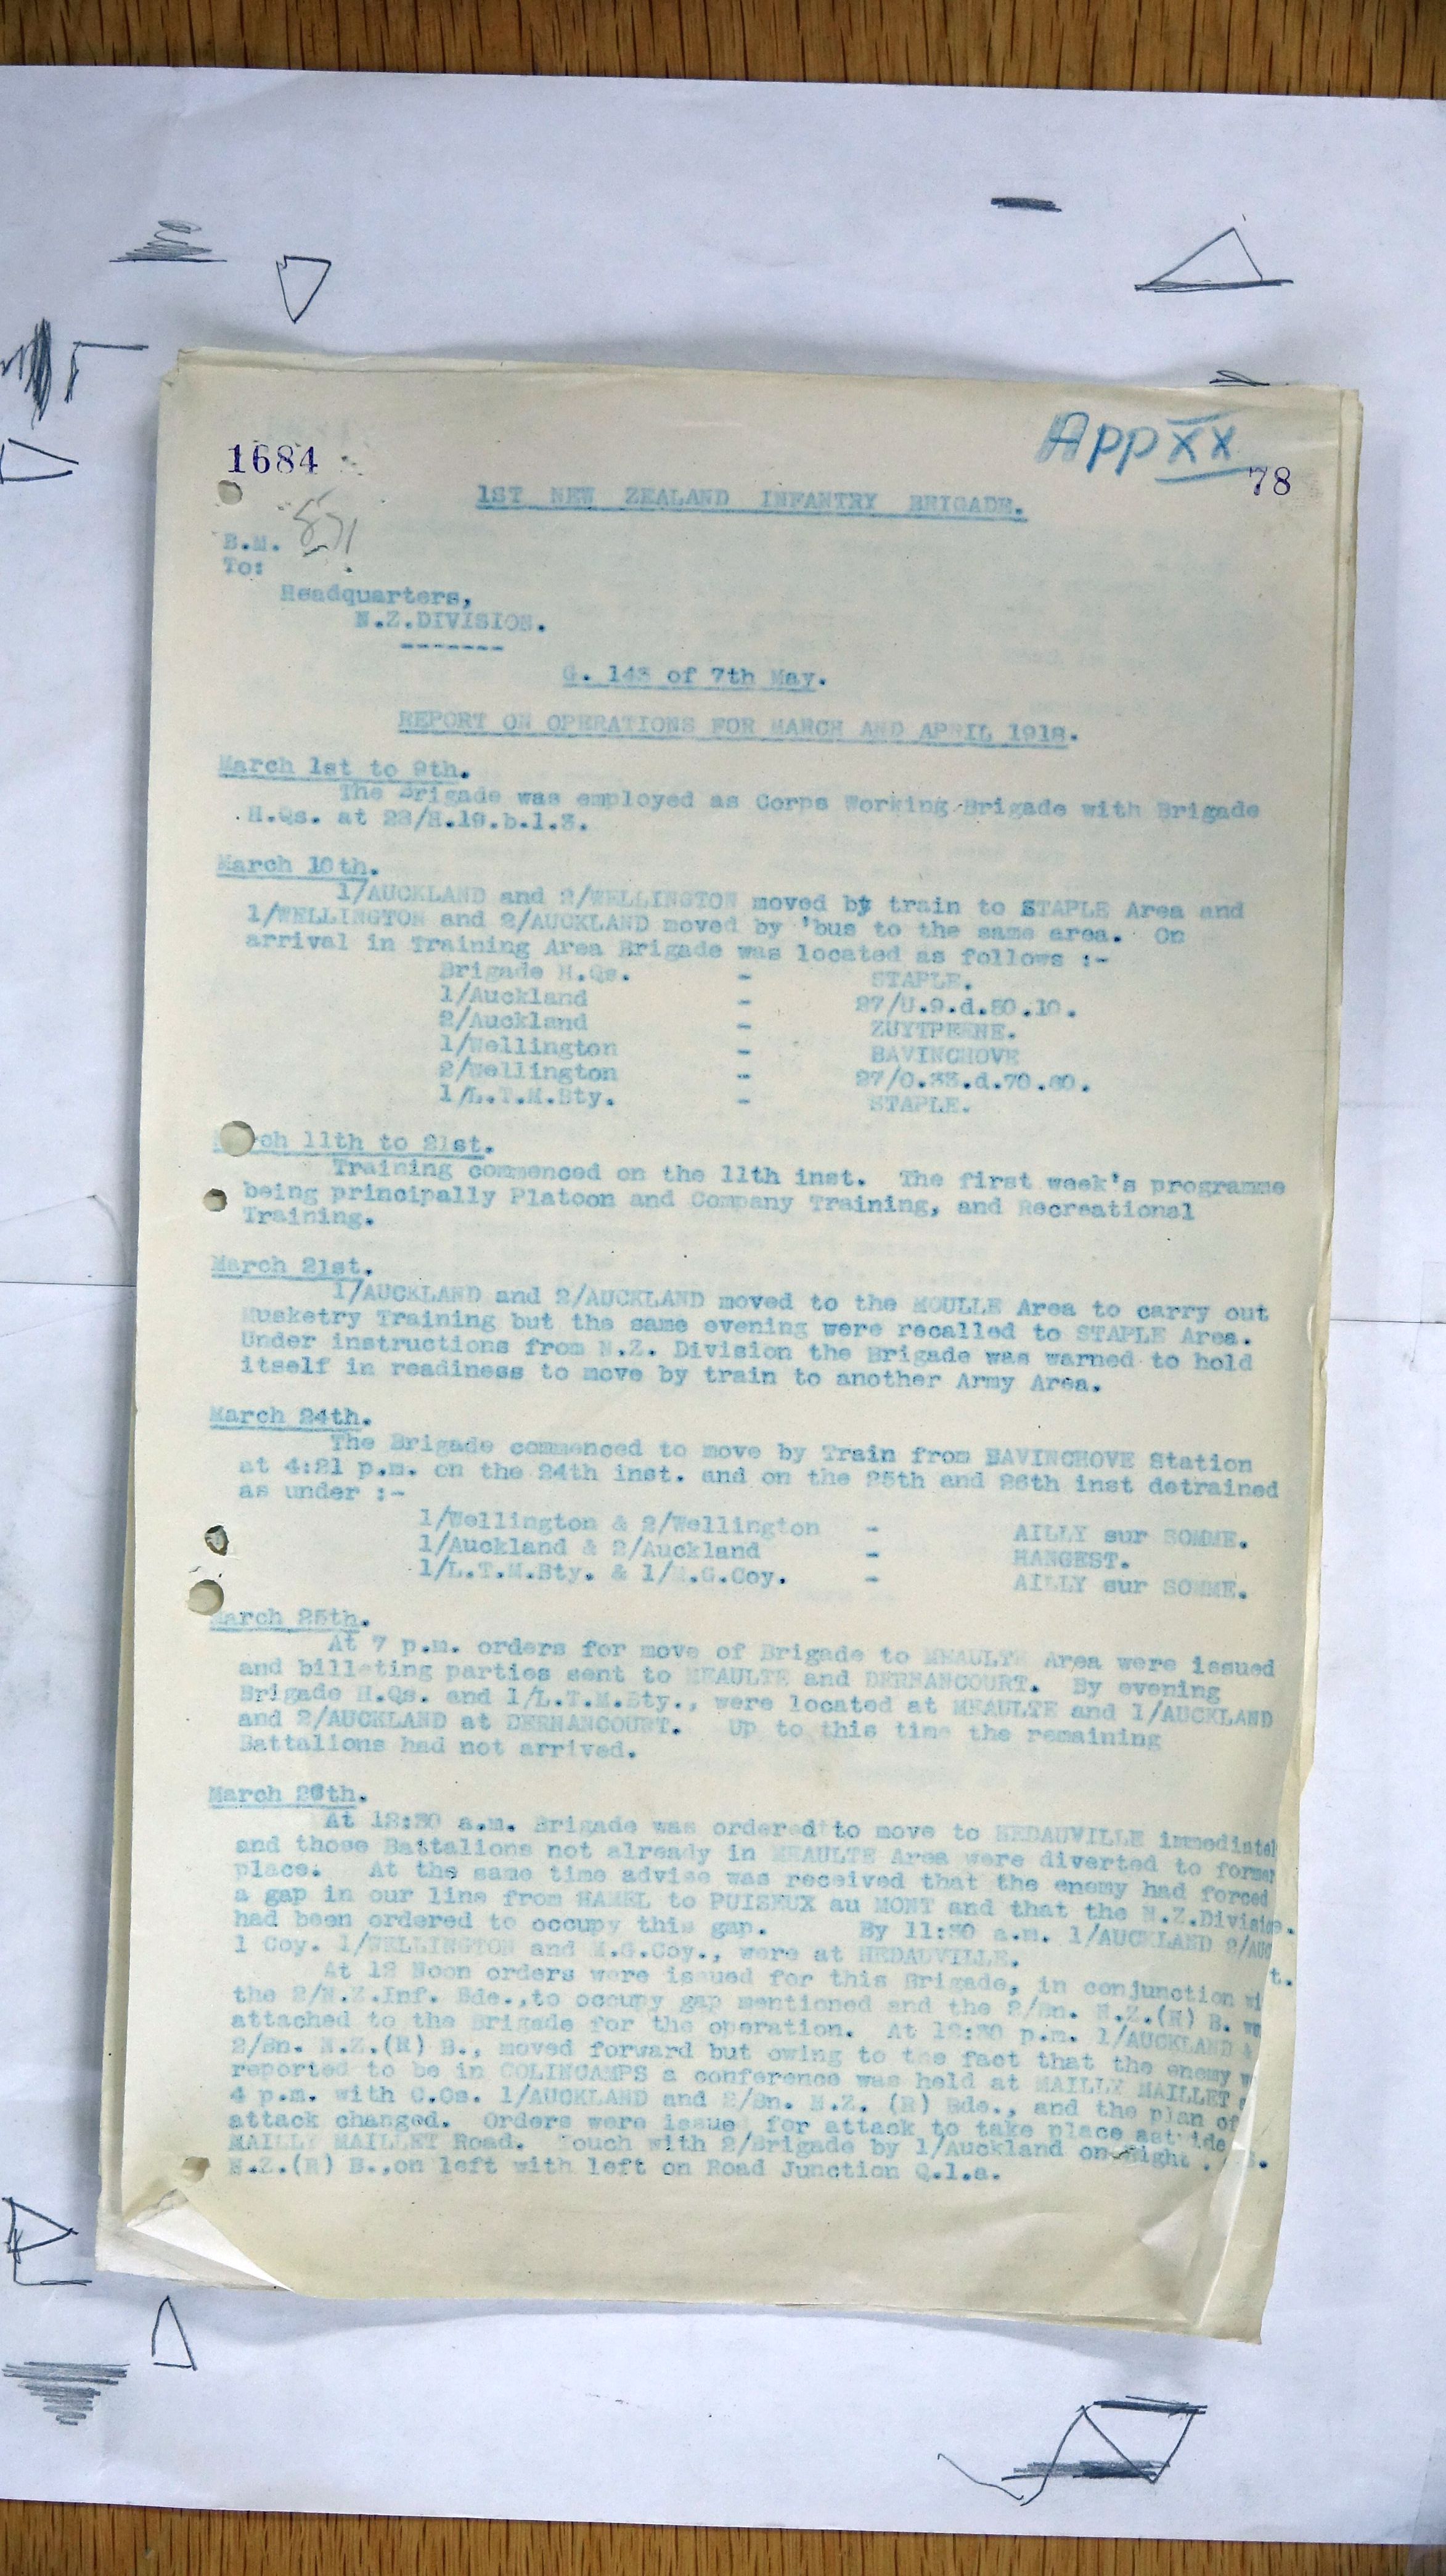 1684
App XX
78
1ST NEW ZEALAND INFANTRY BRIGADE.
B.M.
To:
Headquarters,
N.Z.DIVISION.
-------
G. 143 of 7th May.
REPORT ON OPERATIONS FOR MARCH AND APRIL 1918.
March 1st to 9th.
The Brigade was employed as Corps Working Brigade with Brigade
H.Qs. at 28/H.19.b.1.3.
March 10th.
1/AUCKLAND and 2/WELLINGTON moved by train to STAPLE Area and
1/WELLINGTON and 2/AUCKLAND moved by 'bus to the same area. On
arrival in Training Area Brigade was located as follows :-
Brigade H.Qs. - STAPLE.
1/Auckland - 27/U.9.d.50.10.
2/Auckland - ZUYTPEENE.
1/Wellington - BAVINCHOVE
2/Wellington - 27/O.33.d.70.60.
1/L.T.M.Bty. - STAPLE.
rch 11th to 21st.
Training commenced on the 11th inst. The first week's programme
being principally Platoon and Company Training, and Recreational
Training.
March 21st.
1/AUCKLAND and 2/AUCKLAND moved to the MOULLE Area to carry out
Musketry Training but the same evening were recalled to STAPLE Area.
Under instructions from N.Z. Division the Brigade was warned to hold
itself in readiness to move by train to another Army Area.
March 24th.
The Brigade commenced to move by Train from BAVINCHOVE Station
at 4:21 p.m. on the 24th inst. and on the 25th and 26th inst detrained
as under :-
1/Wellington & 2/Wellington - AILLY sur SOMME.
1/Auckland & 2/Auckland - HANGEST.
1/L.T.M.Bty. & 1/M.G.Coy. - AILLY sur SOMME.
March 25th.
At 7 p.m. orders for move of Brigade to MEAULTE Area were issued
and billeting parties sent to MEAULTE and DERNANCOURT. By evening
Brigade H.Qs. and 1/L.T.M.Bty., were located at MEAULTE and 1/AUCKLAND
and 2/AUCKLAND at DERNANCOURT. Up to this time the remaining
Battalions had not arrived.
March 26th.
At 12:30 a.m. Brigade was ordered to move to HEDAUVILLE immediatel
and those Battalions not already in MEAULTE Area were diverted to former
place. At the same time advise was received that the enemy had forced
a gap in our line from HAMEL to PUISEUX au MONT and that the N.Z.Division
had been ordered to occupy this gap. By 11:30 a.m. 1/AUCKLAND 2/AUC
1 Coy. 1/WELLINGTON and M.G.Coy., were at HEDAUVILLE.
At 12 Noon orders were issued for this Brigade, in conjunction wi
the 2/N.Z.Inf. Bde.,to occupy gap mentioned and the 2/Bn. N.Z.(R) B. we
attached to the Brigade for the operation. At 12:30 p.m. 1/AUCKLAND &
2/Bn. N.Z.(R) B., moved forward but owing to the fact that the enemy w
reported to be in COLINCAMPS a conference was held at MAILLY MAILLET
4 p.m. with C.Os. 1/AUCKLAND and 2/Bn. N.Z. (R) Bde., and the plan of
attack changed. Orders were issue for attack to take place astride
MAILLY MAILLET Road. ouch with 2/Brigade by 1/Auckland on Right.
N.Z.(R) B.,on left with left on Road Junction Q.1.a.